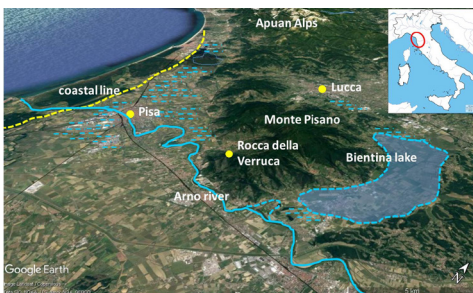 Apuan Alps
coastal line
Lucca
Pisa
Monte Pisano
Rocca della
Verruca
Bientina lake
Arno river
Google Earth
5 km
N